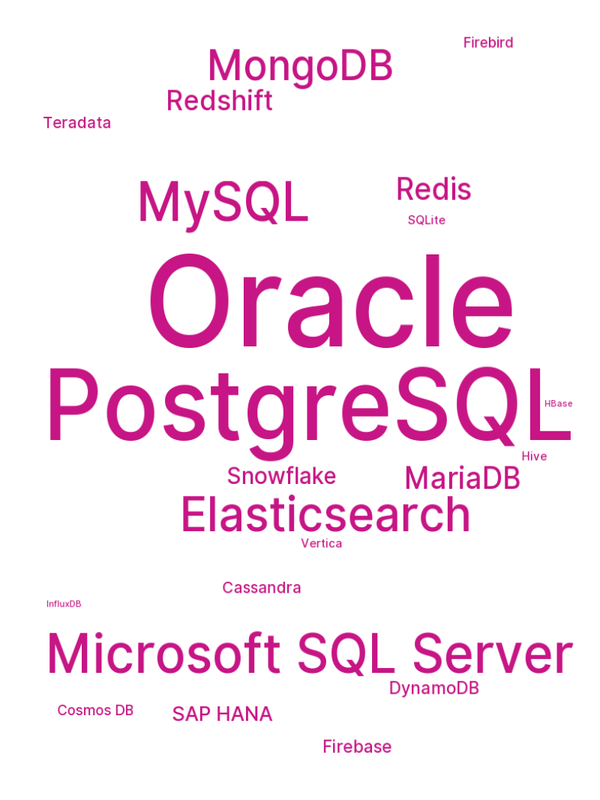 Firebird
MongoDB
Redshift
Teradata
MySQL
Redis
SQLite
Oracle
PostgreSQL
HBase
Hive
Snowflake
MariaDB
Elasticsearch
Vertica
Cassandra
InfluxDB
Microsoft SQL Server
DynamoDB
Cosmos DB
SAP HANA
Firebase